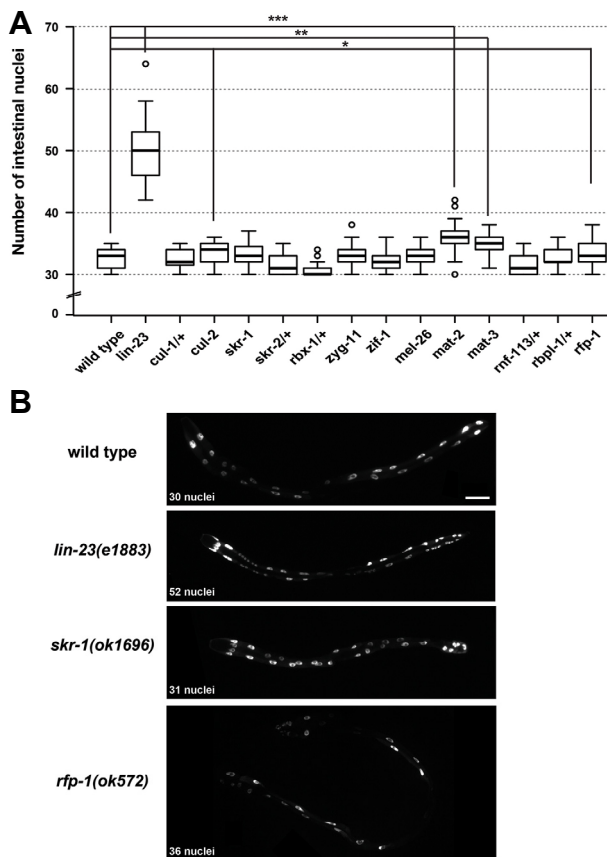 A
***
**
*
Number of intestinal nuclei
70
60
50
40
30
0
wild type
lin-23
cul-1/+
cul-2
skr-1
skr-2/+
rbx-1/+
zyg-11
zif-1
mel-26
mat-2
mat-3
rnf-113/+
rbpl-1/+
rfp-1
B
wild type
30 nuclei
lin-23(e1883)
52 nuclei
skr-1(ok1696)
31 nuclei
rfp-1(ok572)
36 nuclei